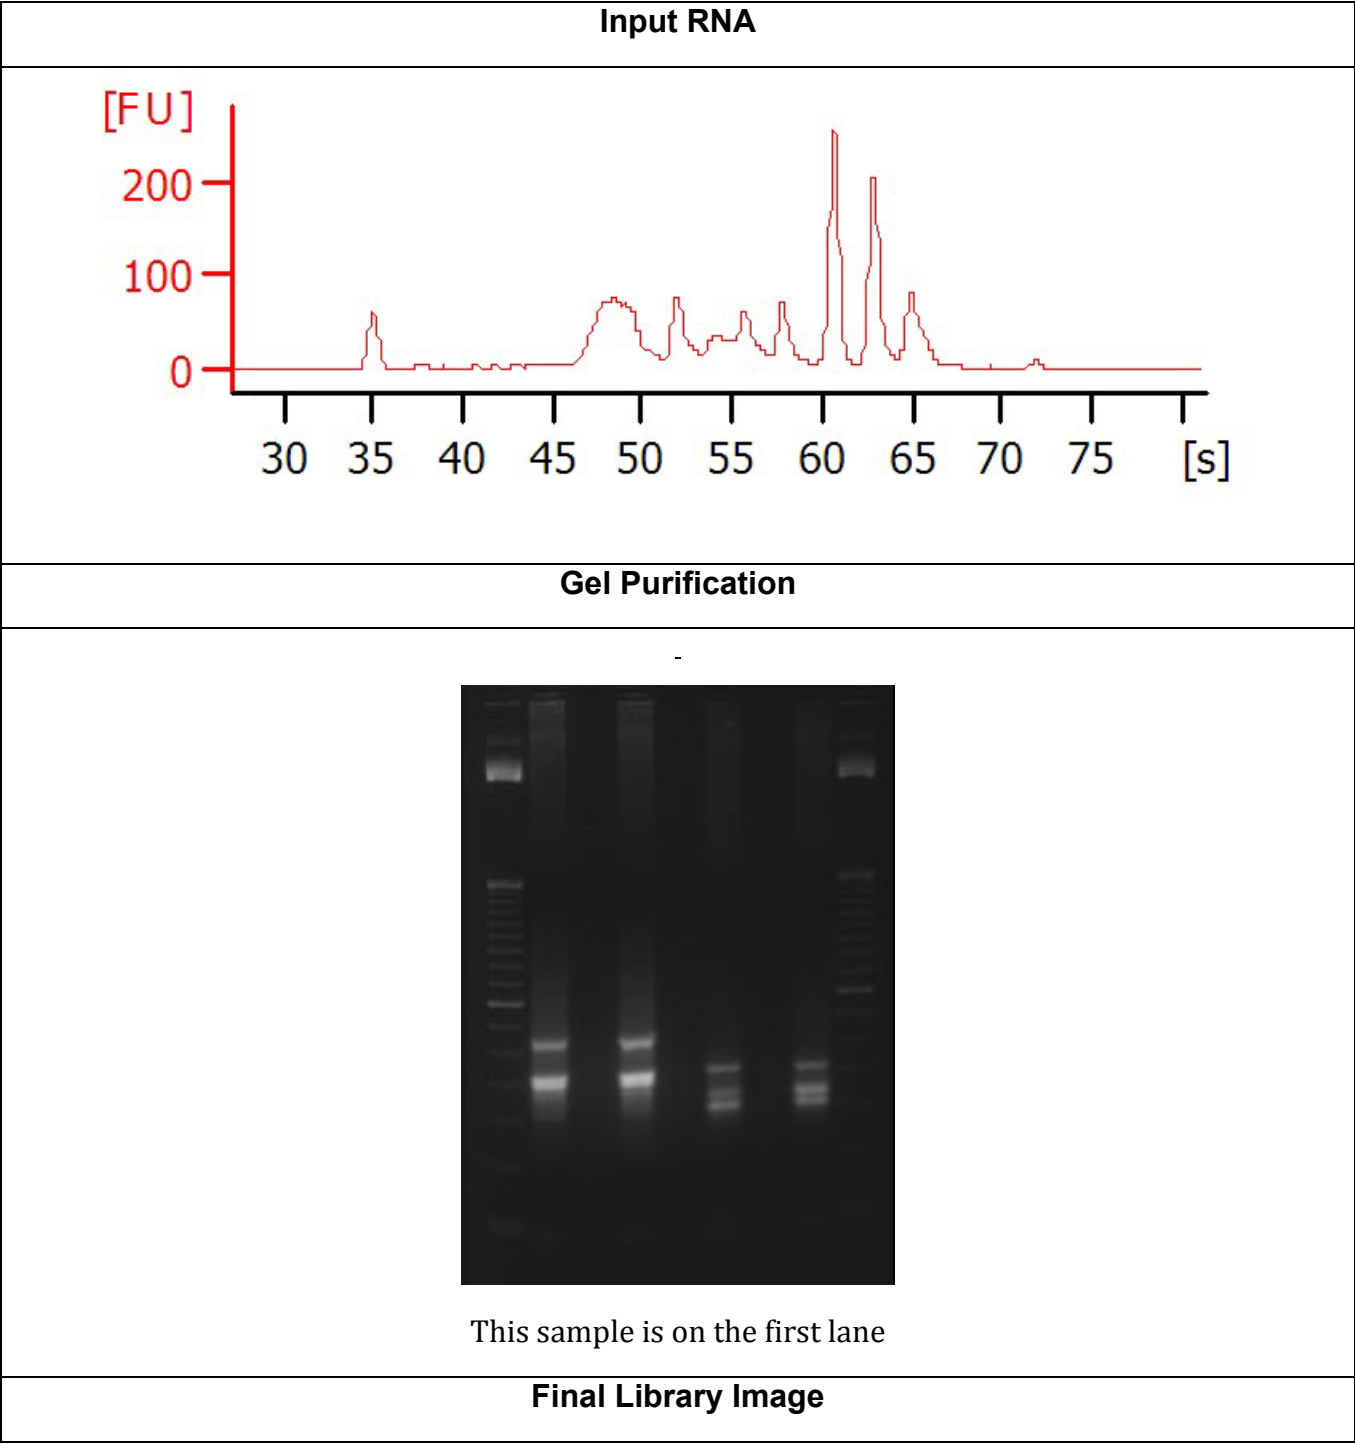 Input RNA
[FU]
200
100
0
30 35 40 45 50 55 60 65 70 75 [s]
Gel Purification
-
This sample is on the first lane
Final Library Image